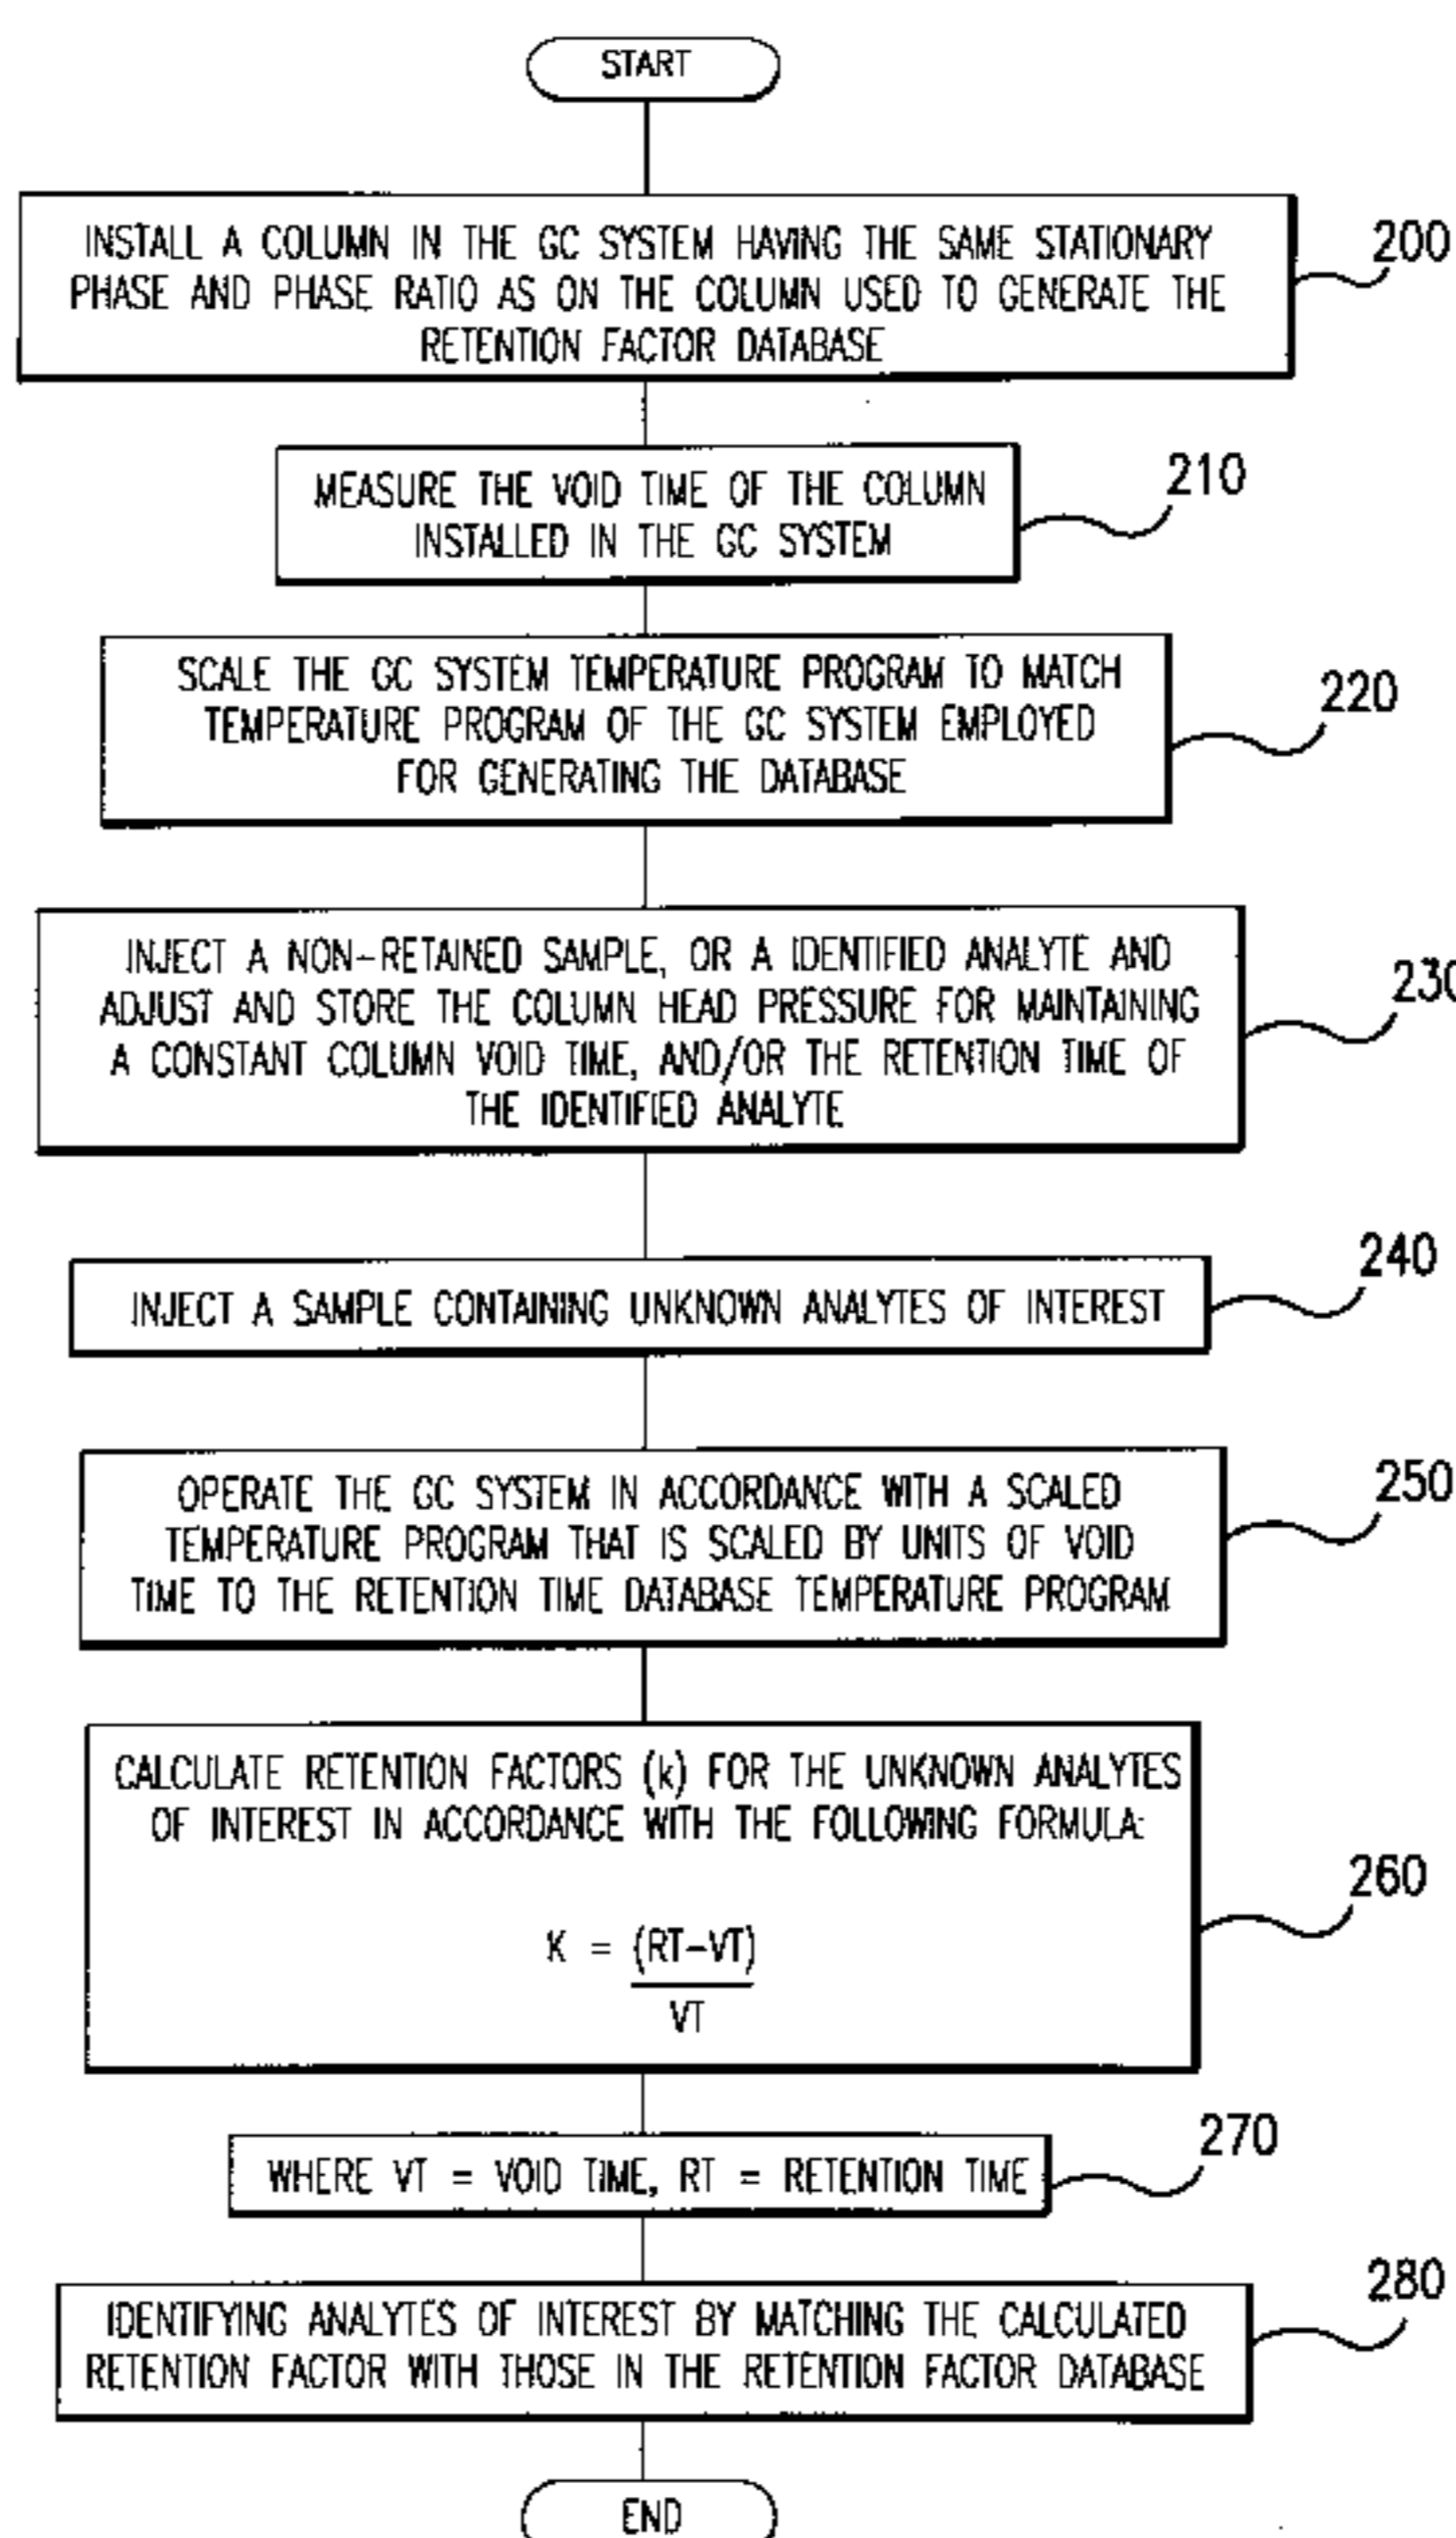 START
INSTALL A COLUMN IN THE GC SYSTEM HAVING THE SAME STATIONARY
PHASE AND PHASE RATIO AS ON THE COLUMN USED TO GENERATE THE
RETENTION FACTOR DATABASE
200
MEASURE THE VOID TIME OF THE COLUMN
INSTALLED IN THE GC SYSTEM
210
SCALE THE GC SYSTEM TEMPERATURE PROGRAM TO MATCH
TEMPERATURE PROGRAM OF THE GC SYSTEM EMPLOYED
FOR GENERATING THE DATABASE
220
INJECT A NON-RETAINED SAMPLE, OR A IDENTIFIED ANALYTE AND
ADJUST AND STORE THE COLUMN HEAD PRESSURE FOR MAINTAINING
A CONSTANT COLUMN VOID TIME, AND/OR THE RETENTION TIME OF
THE IDENTIFIED ANALYTE
230
INJECT A SAMPLE CONTAINING UNKNOWN ANALYTES OF INTEREST
240
OPERATE THE GC SYSTEM IN ACCORDANCE WITH A SCALED
TEMPERATURE PROGRAM THAT IS SCALED BY UNITS OF VOID
TIME TO THE RETENTION TIME DATABASE TEMPERATURE PROGRAM
250
CALCULATE RETENTION FACTORS (k) FOR THE UNKNOWN ANALYTES
OF INTEREST IN ACCORDANCE WITH THE FOLLOWING FORMULA:
K = (RT-VT)
VT
260
WHERE VT = VOID TIME, RT = RETENTION TIME
270
IDENTIFYING ANALYTES OF INTEREST BY MATCHING THE CALCULATED
RETENTION FACTOR WITH THOSE IN THE RETENTION FACTOR DATABASE
280
END